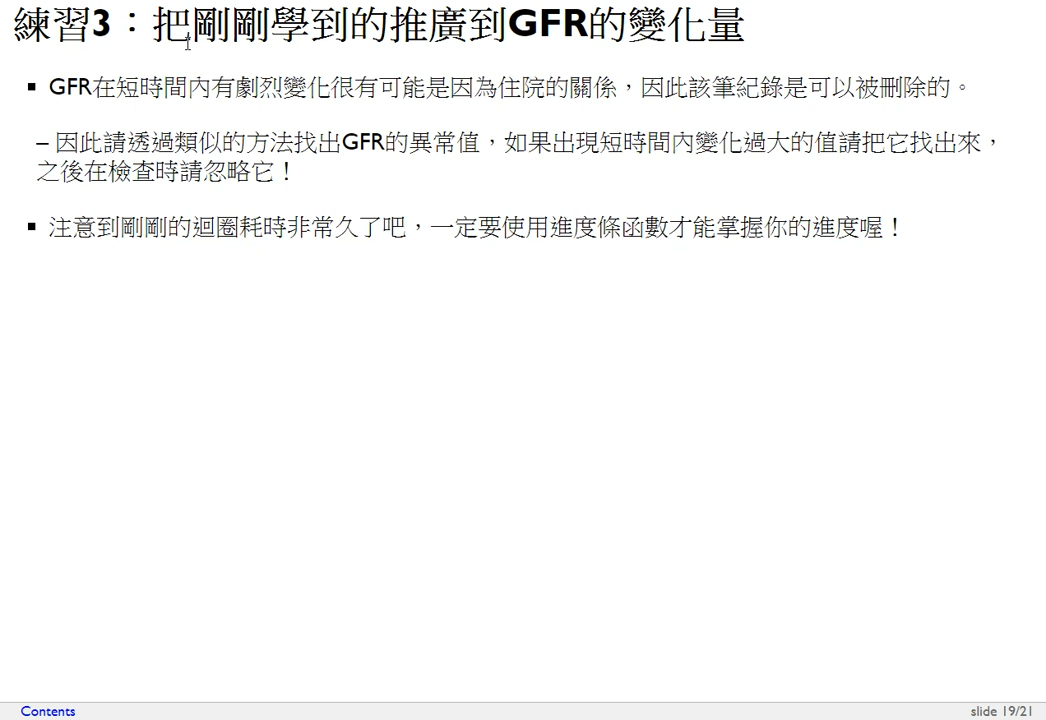 練習3：把剛剛學到的推廣到GFR的變化量
▪ GFR在短時間內有劇烈變化很有可能是因為住院的關係，因此該筆紀錄是可以被刪除的。
– 因此請透過類似的方法找出GFR的異常值，如果出現短時間內變化過大的值請把它找出來，
之後在檢查時請忽略它！
▪ 注意到剛剛的迴圈耗時非常久了吧，一定要使用進度條函數才能掌握你的進度喔！
Contents
slide 19/21